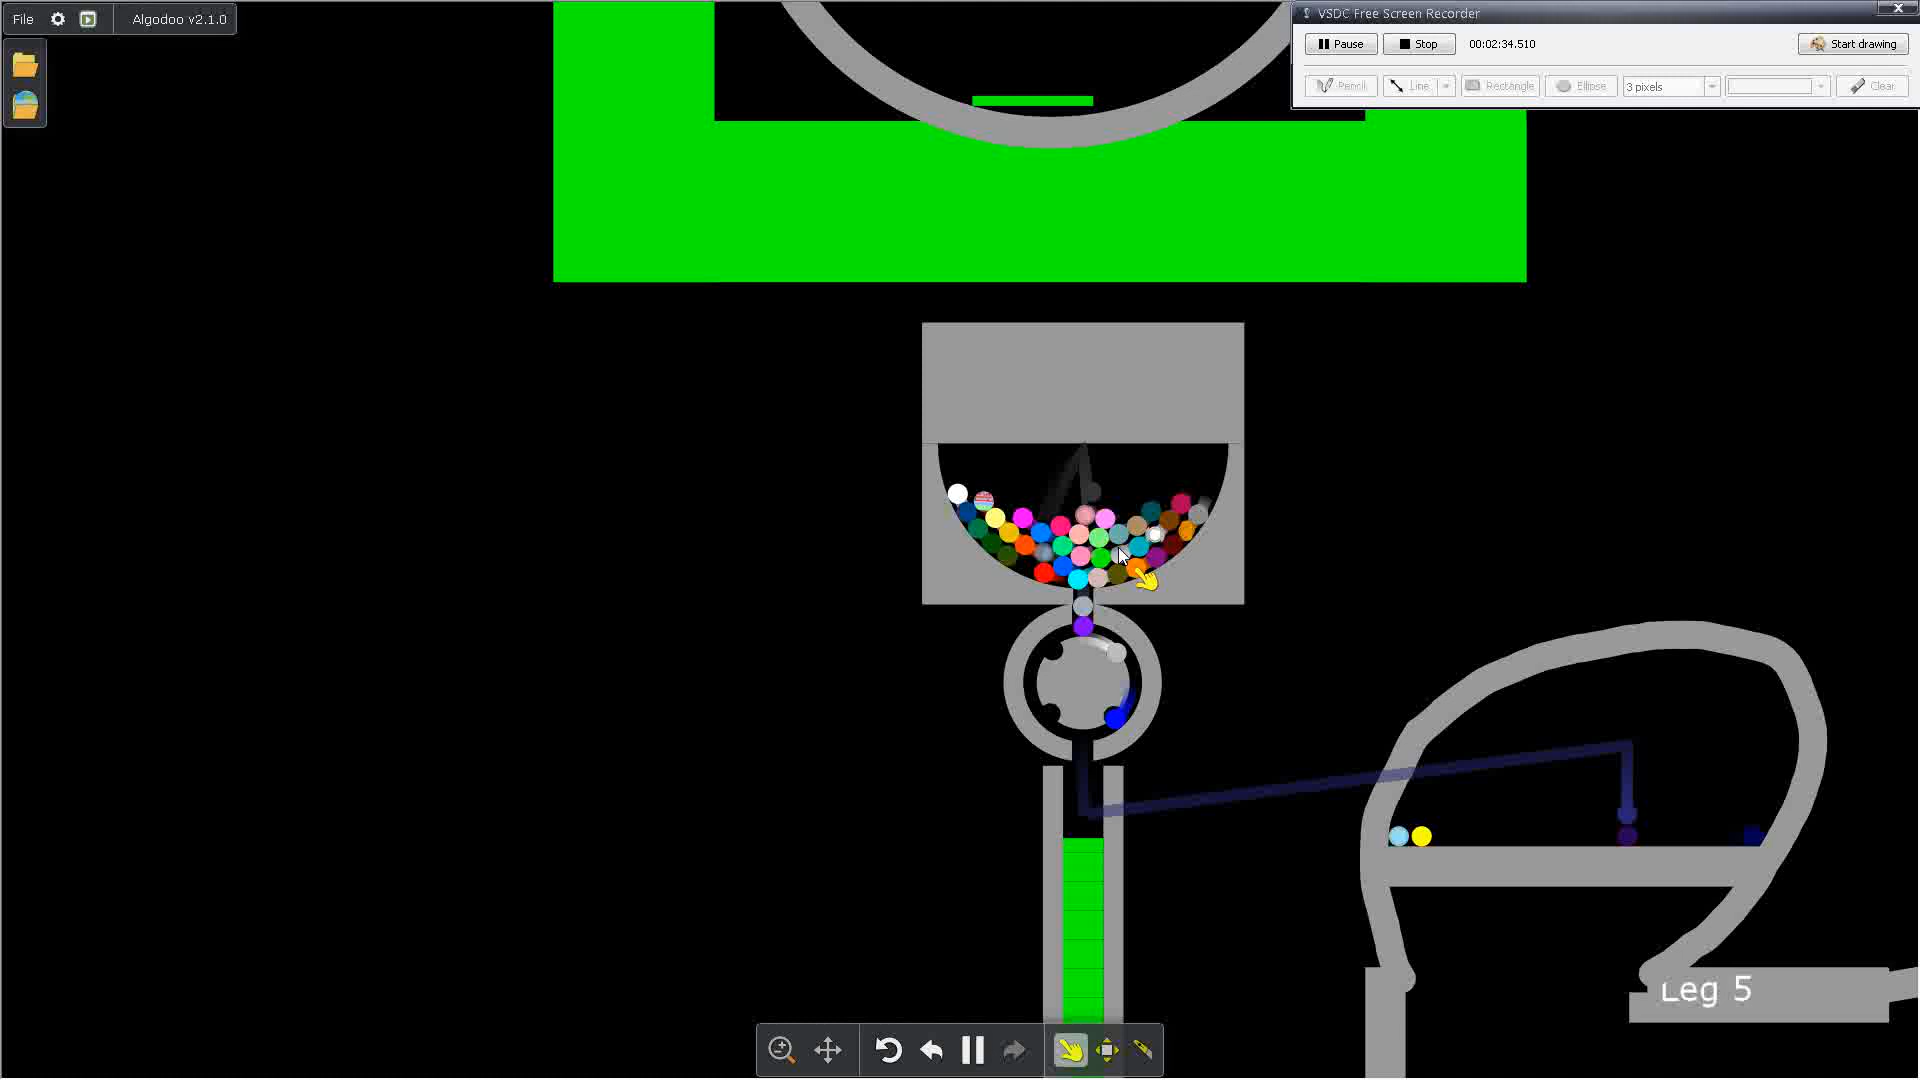 File
Algodoo v2.1.0
VSDC Free Screen Recorder
Pause
Stop
00:02:34.510
Start drawing
Pencil
Line
Rectangle
Ellipse
3 pixels
Clear
Leg 5